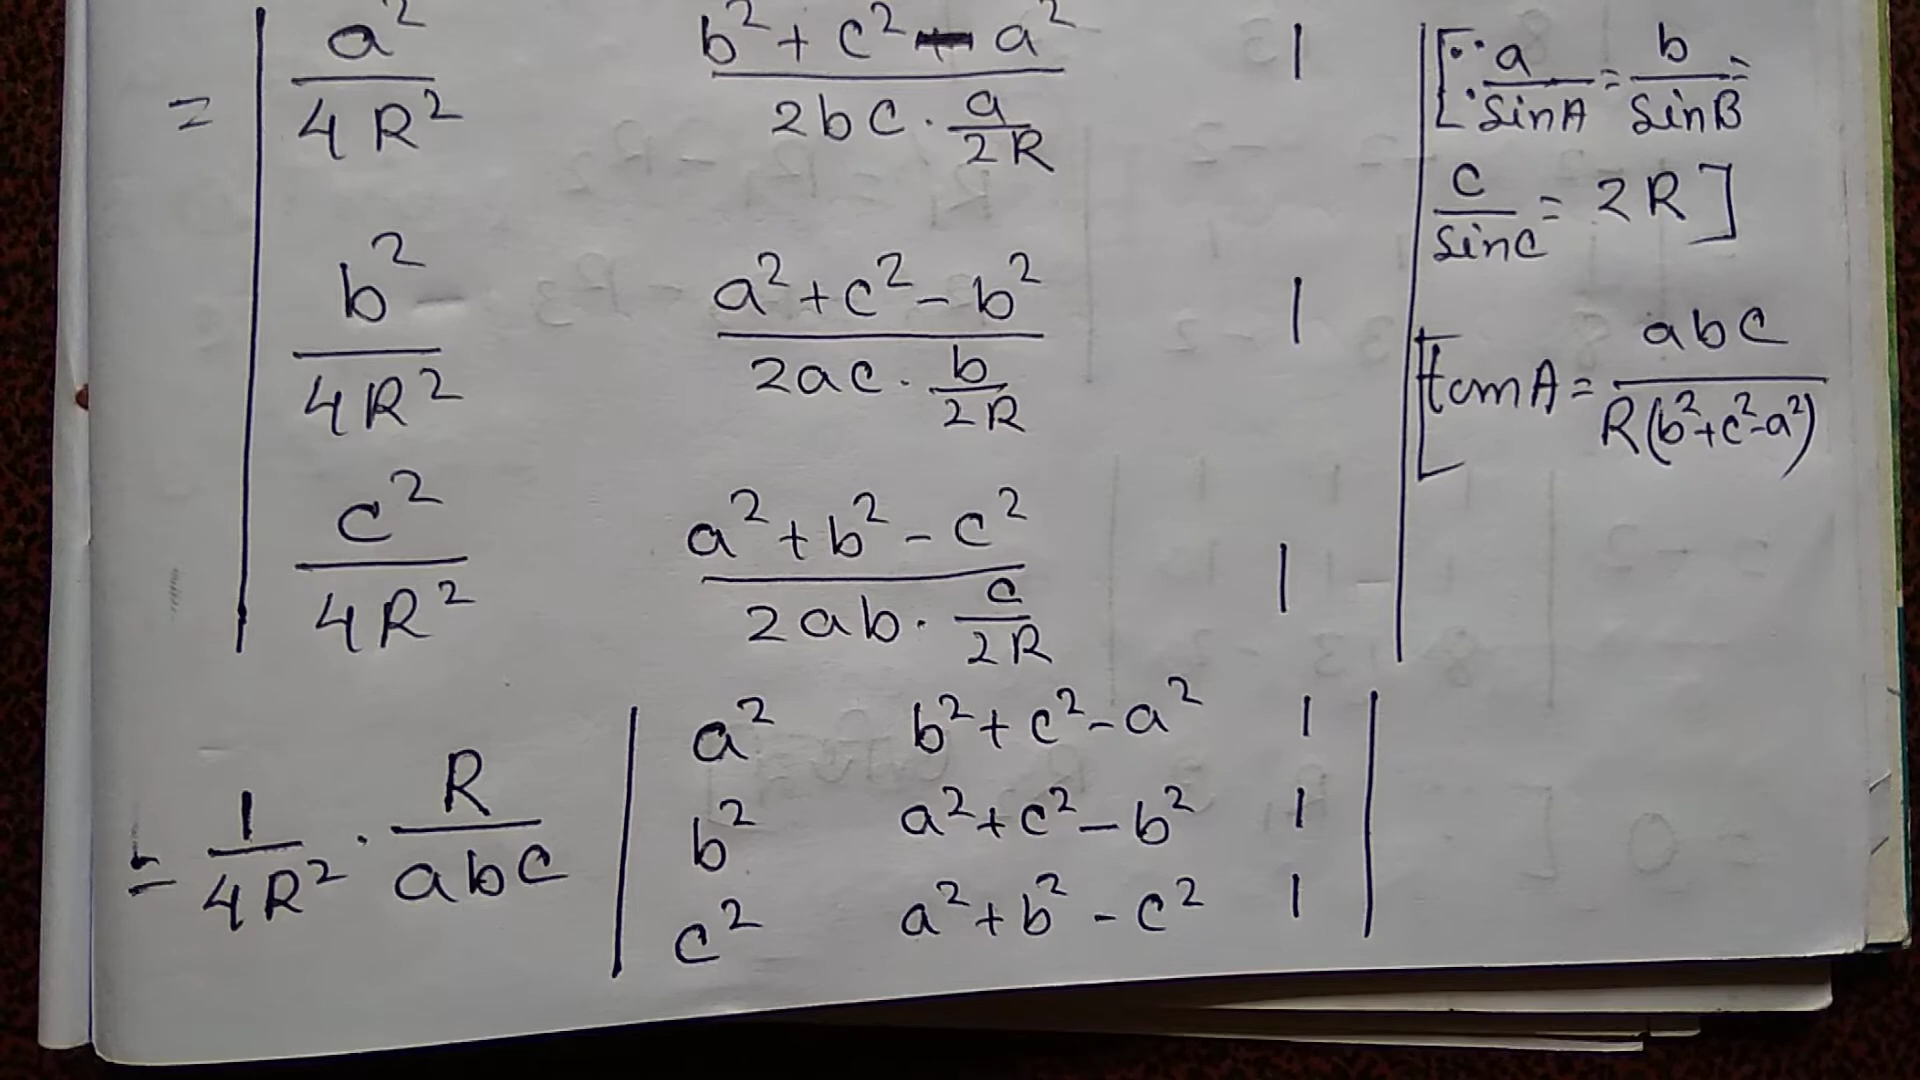 = | a²/4R² b²+c²-a²/2bc·a/2R 1 | [∵ a/sinA = b/sinB =
c/sinc = 2R]
b²/4R² a²+c²-b²/2ac·b/2R 1
[tanA = abc/R(b²+c²-a²)
c²/4R² a²+b²-c²/2ab·c/2R 1 |
= 1/4R² · R/abc | a² b²+c²-a² 1 |
b² a²+c²-b² 1
c² a²+b²-c² 1